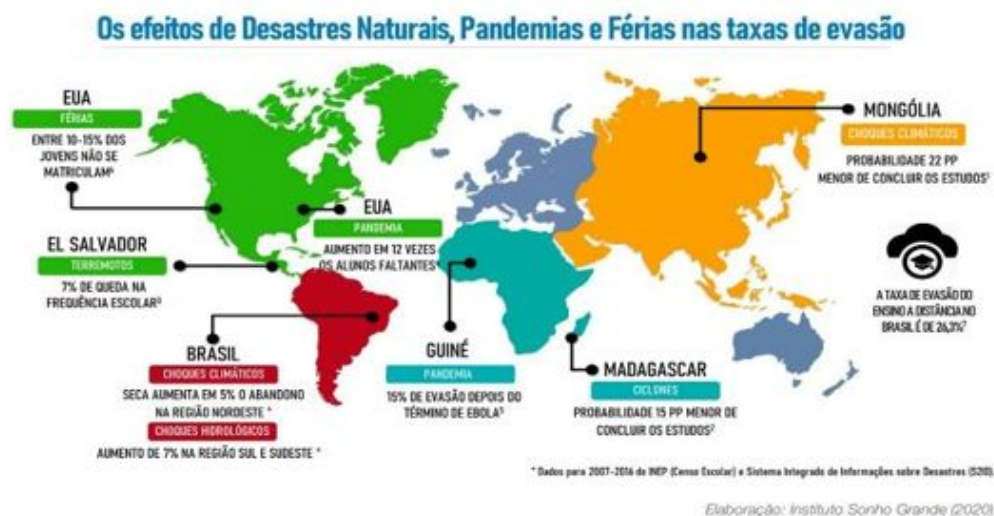 Os efeitos de Desastres Naturais, Pandemias e Férias nas taxas de evasão
EUA
FÉRIAS
ENTRE 10-15% DOS
JOVENS NÃO SE
MATRICULAM
EUA
PANDEMIA
AUMENTO EM 12 VEZES
OS ALUNOS FALTANTES
EL SALVADOR
TERREMOTOS
7% DE QUEDA NA
FREQUÊNCIA ESCOLAR
BRASIL
CHOQUES CLIMÁTICOS
SECA AUMENTA EM 5% O ABANDONO
NA REGIÃO NORDESTE *
CHOQUES HIDROLÓGICOS
AUMENTO DE 7% NA REGIÃO SUL E SUDESTE *
GUINÉ
PANDEMIA
15% DE EVASÃO DEPOIS DO
TÉRMINO DE EBOLA
MADAGASCAR
CICLONES
PROBABILIDADE 15 PP MENOR DE
CONCLUIR OS ESTUDOS
MONGÓLIA
CHOQUES CLIMÁTICOS
PROBABILIDADE 22 PP
MENOR DE CONCLUIR OS ESTUDOS
A TAXA DE EVASÃO DO
ENSINO A DISTÂNCIA NO
BRASIL É DE 26,3%
* Dados para 2007-2016 do INEP (Censo Escolar) e Sistema Integrado de Informações sobre Desastres (S2ID)
Elaboração: Instituto Sonho Grande (2020)